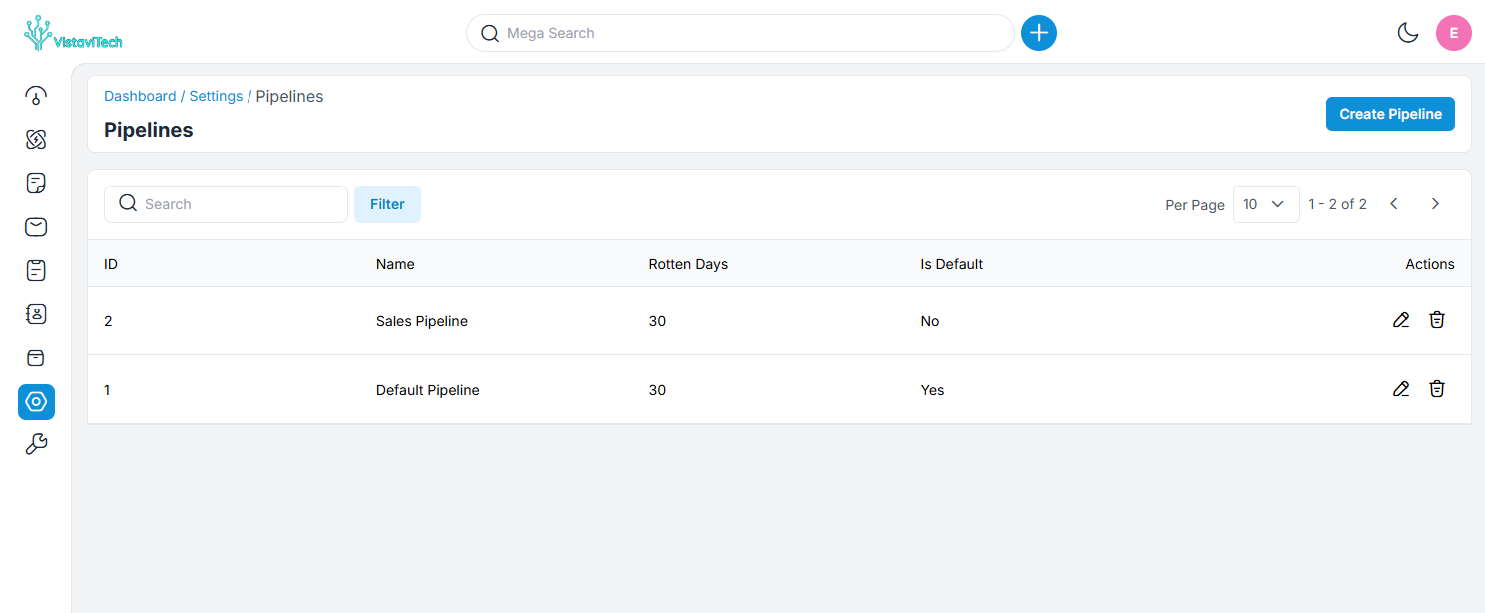 VistaviTech
Mega Search
E
Dashboard / Settings / Pipelines
Pipelines
Create Pipeline
Search
Filter
Per Page
10
1 - 2 of 2
ID Name Rotten Days Is Default Actions
2 Sales Pipeline 30 No
1 Default Pipeline 30 Yes